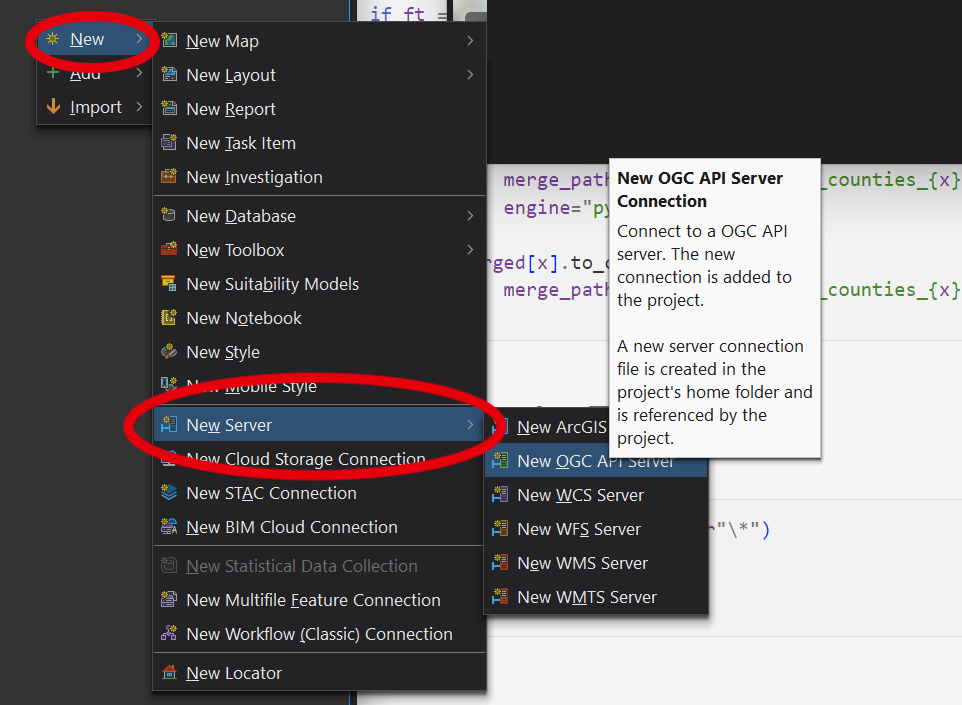 if ft =
New
Add
Import
New Map
New Layout
New Report
New Task Item
New Investigation
New Database
New Toolbox
New Suitability Models
New Notebook
New Style
New Mobile Style
New Server
New Cloud Storage Connection
New STAC Connection
New BIM Cloud Connection
New Statistical Data Collection
New Multifile Feature Connection
New Workflow (Classic) Connection
New Locator
New ArcGIS
New OGC API Server
New WCS Server
New WFS Server
New WMS Server
New WMTS Server
New OGC API Server
Connection
Connect to a OGC API
server. The new
connection is added to
the project.
A new server connection
file is created in the
project's home folder and
is referenced by the
project.
merge_path _counties_{x}
engine="py
rged[x].to_c
merge_path _counties_{x}
r"\*")